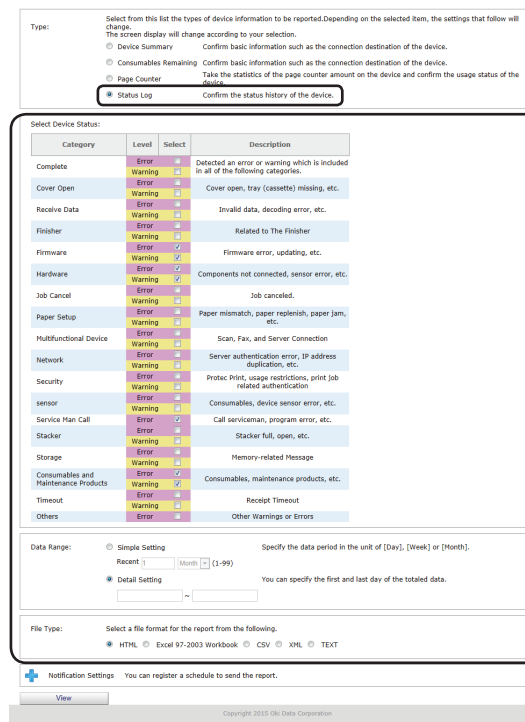 Type:
Select from this list the types of device information to be reported.Depending on the selected item, the settings that follow will
change.
The screen display will change according to your selection.
Device Summary Confirm basic information such as the connection destination of the device.
Consumables Remaining Confirm basic information such as the connection destination of the device.
Page Counter Take the statistics of the page counter amount on the device and confirm the usage status of the
device.
Status Log Confirm the status history of the device.
Select Device Status:
Category Level Select Description
Complete Error Warning Detected an error or warning which is included
in all of the following categories.
Cover Open Error Warning Cover open, tray (cassette) missing, etc.
Receive Data Error Warning Invalid data, decoding error, etc.
Finisher Error Warning Related to The Finisher
Firmware Error Warning Firmware error, updating, etc.
Hardware Error Warning Components not connected, sensor error, etc.
Job Cancel Error Warning Job canceled.
Paper Setup Error Warning Paper mismatch, paper replenish, paper jam,
etc.
Multifunctional Device Error Warning Scan, Fax, and Server Connection
Network Error Warning Server authentication error, IP address
duplication, etc.
Security Error Warning Protec Print, usage restrictions, print job
related authentication
sensor Error Warning Consumables, device sensor error, etc.
Service Man Call Error Call serviceman, program error, etc.
Stacker Error Warning Stacker full, open, etc.
Storage Error Warning Memory-related Message
Consumables and
Maintenance Products Error Warning Consumables, maintenance products, etc.
Timeout Error Warning Receipt Timeout
Others Error Other Warnings or Errors
Data Range: Simple Setting Specify the data period in the unit of [Day], [Week] or [Month].
Recent 1 Month (1-99)
Detail Setting You can specify the first and last day of the totaled data.
~
File Type: Select a file format for the report from the following.
HTML Excel 97-2003 Workbook CSV XML TEXT
Notification Settings You can register a schedule to send the report.
View
Copyright 2015 Oki Data Corporation